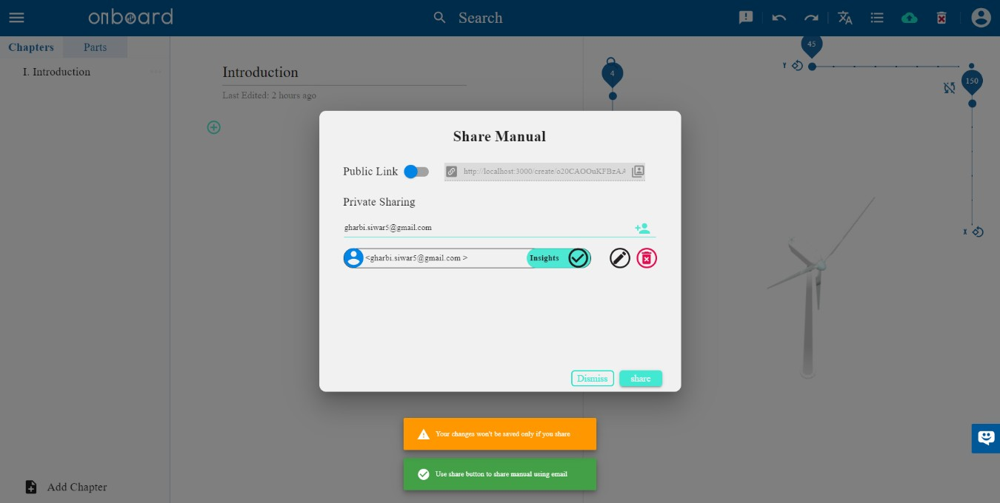 onboard
Search
Chapters
Parts
I. Introduction
Introduction
Last Edited: 2 hours ago
4
45
Y
150
X
Share Manual
Public Link
http://localhost:3000/create/o20CAOOuKFBzAA
Private Sharing
gharbi.siwar5@gmail.com
<gharbi.siwar5@gmail.com >
Insights
Dismiss
share
Your changes won't be saved only if you share
Use share button to share manual using email
Add Chapter